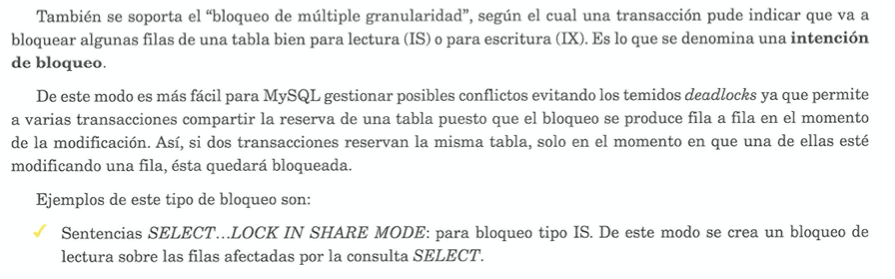 También se soporta el “bloqueo de múltiple granularidad”, según el cual una transacción pude indicar que va a
bloquear algunas filas de una tabla bien para lectura (IS) o para escritura (IX). Es lo que se denomina una intención
de bloqueo.
De este modo es más fácil para MySQL gestionar posibles conflictos evitando los temidos deadlocks ya que permite
a varias transacciones compartir la reserva de una tabla puesto que el bloqueo se produce fila a fila en el momento
de la modificación. Así, si dos transacciones reservan la misma tabla, solo en el momento en que una de ellas esté
modificando una fila, ésta quedará bloqueada.
Ejemplos de este tipo de bloqueo son:
✓ Sentencias SELECT...LOCK IN SHARE MODE: para bloqueo tipo IS. De este modo se crea un bloqueo de
lectura sobre las filas afectadas por la consulta SELECT.